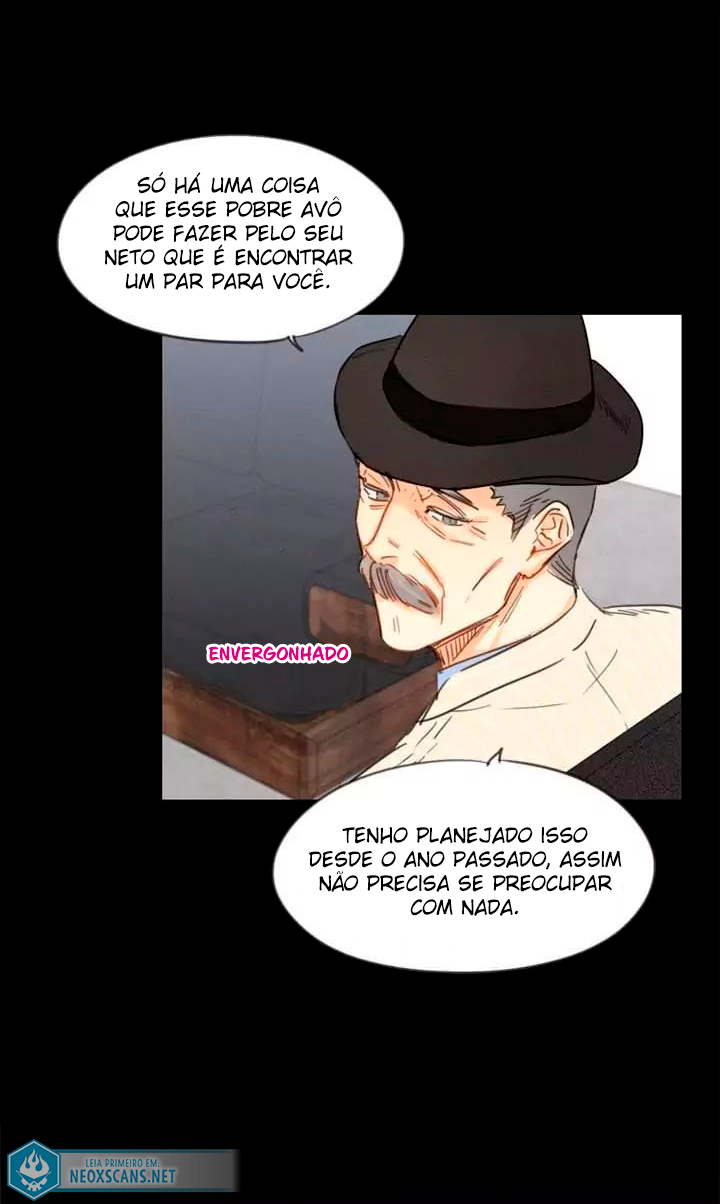 SÓ HÁ UMA COISA
QUE ESSE POBRE AVÔ
PODE FAZER PELO SEU
NETO QUE É ENCONTRAR
UM PAR PARA VOCÊ.
ENVERGONHADO
TENHO PLANEJADO ISSO
DESDE O ANO PASSADO, ASSIM
NÃO PRECISA SE PREOCUPAR
COM NADA.
LEIA PRIMEIRO EM:
NEOXSCANS.NET